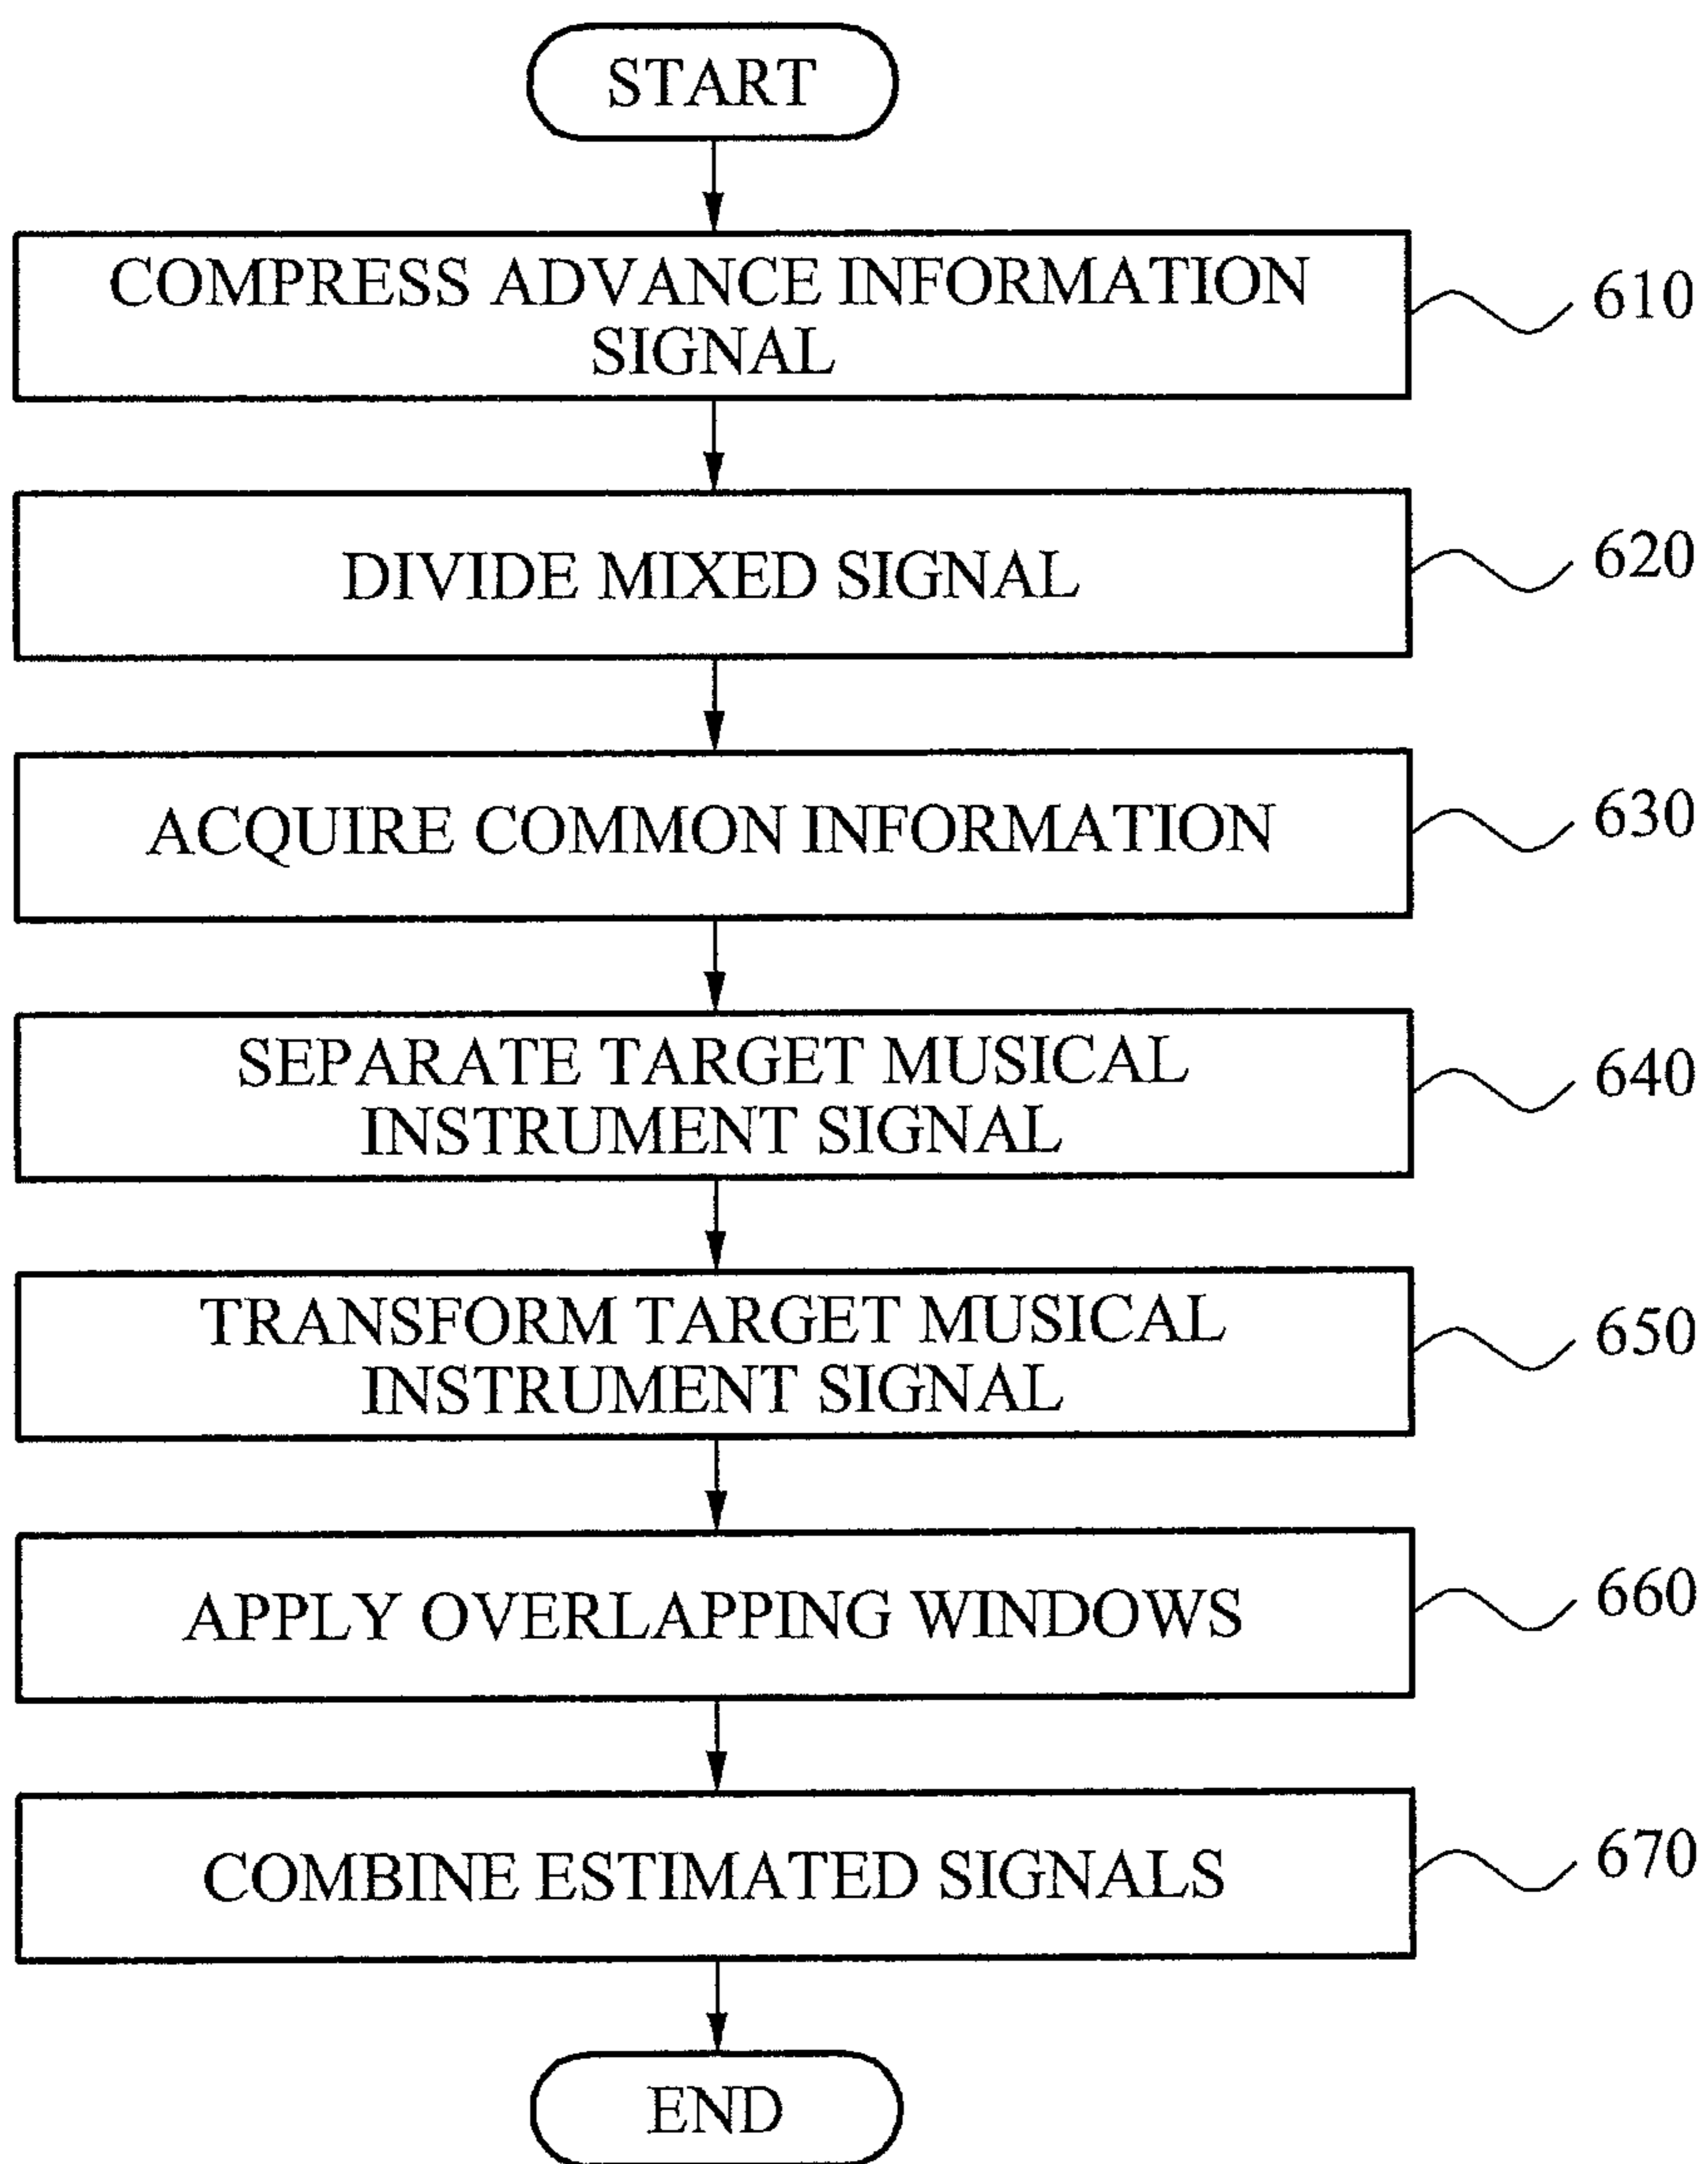 START
COMPRESS ADVANCE INFORMATION
SIGNAL
610
DIVIDE MIXED SIGNAL
620
ACQUIRE COMMON INFORMATION
630
SEPARATE TARGET MUSICAL
INSTRUMENT SIGNAL
640
TRANSFORM TARGET MUSICAL
INSTRUMENT SIGNAL
650
APPLY OVERLAPPING WINDOWS
660
COMBINE ESTIMATED SIGNALS
670
END